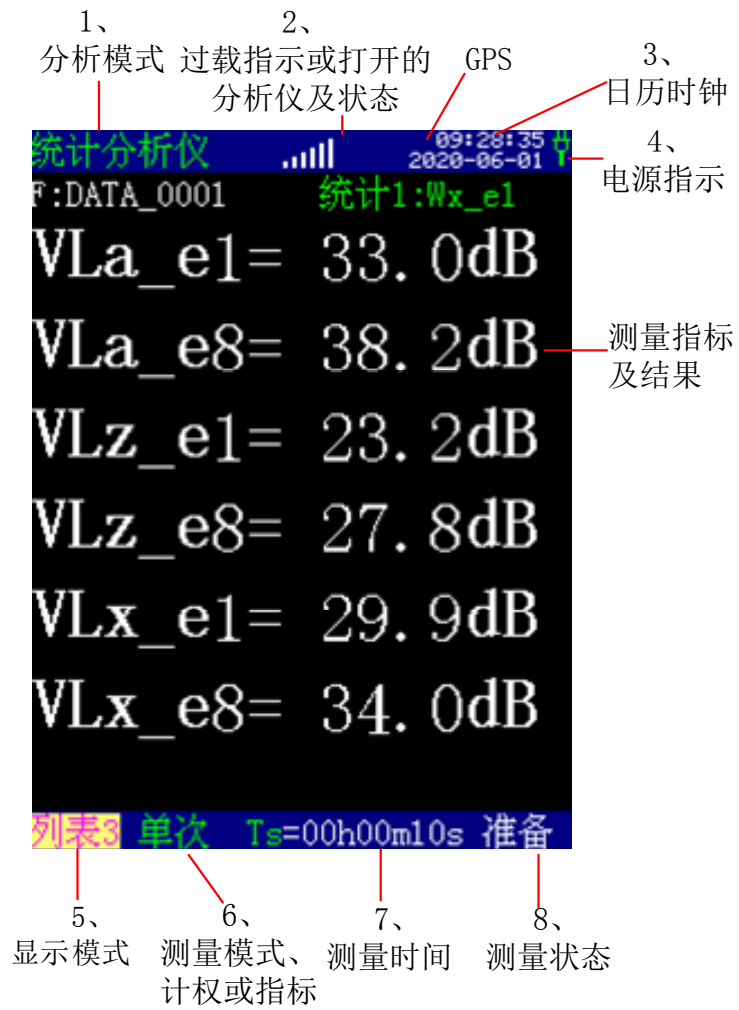 1、
分析模式
2、
过载指示或打开的
分析仪及状态
GPS
3、
日历时钟
4、
电源指示
统计分析仪
09:28:35
2020-06-01
F:DATA_0001 统计1:Wx_e1
VLa_e1= 33.0dB
VLa_e8= 38.2dB
测量指标
及结果
VLz_e1= 23.2dB
VLz_e8= 27.8dB
VLx_e1= 29.9dB
VLx_e8= 34.0dB
列表3 单次 Ts=00h00m10s 准备
5、
显示模式
6、
测量模式、
计权或指标
7、
测量时间
8、
测量状态